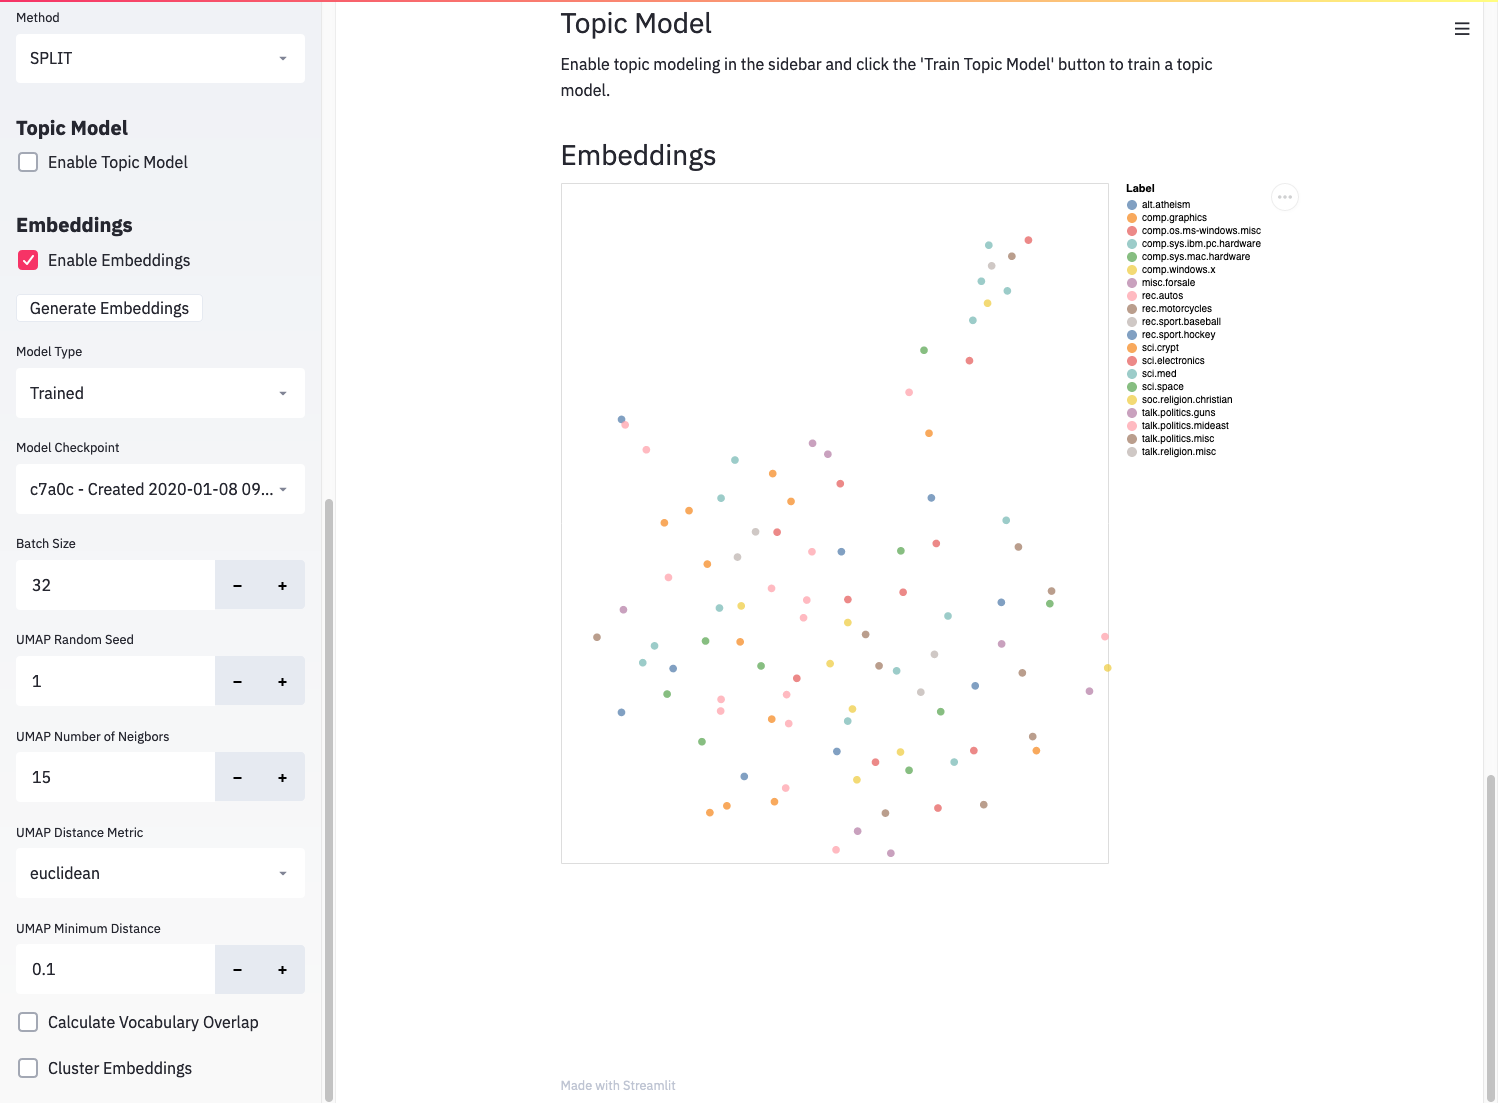 Method
SPLIT
Topic Model
Enable Topic Model
Embeddings
Enable Embeddings
Generate Embeddings
Model Type
Trained
Model Checkpoint
c7a0c - Created 2020-01-08 09...
Batch Size
32
UMAP Random Seed
1
UMAP Number of Neigbors
15
UMAP Distance Metric
euclidean
UMAP Minimum Distance
0.1
Calculate Vocabulary Overlap
Cluster Embeddings
Topic Model
Enable topic modeling in the sidebar and click the 'Train Topic Model' button to train a topic
model.
Embeddings
Label
alt.atheism
comp.graphics
comp.os.ms-windows.misc
comp.sys.ibm.pc.hardware
comp.sys.mac.hardware
comp.windows.x
misc.forsale
rec.autos
rec.motorcycles
rec.sport.baseball
rec.sport.hockey
sci.crypt
sci.electronics
sci.med
sci.space
soc.religion.christian
talk.politics.guns
talk.politics.mideast
talk.politics.misc
talk.religion.misc
Made with Streamlit